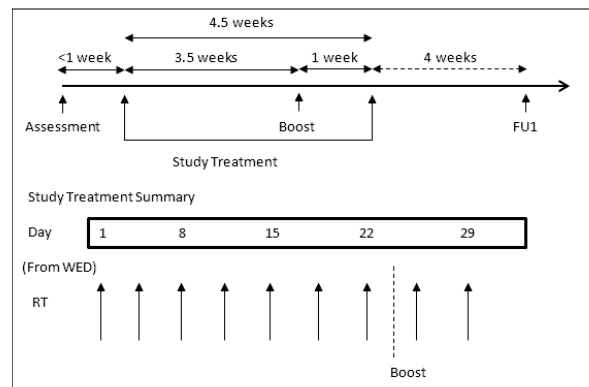 4.5 weeks
<1 week 3.5 weeks 1 week 4 weeks
Assessment Boost FU1
Study Treatment
Study Treatment Summary
Day 1 8 15 22 29
(From WED)
RT
Boost